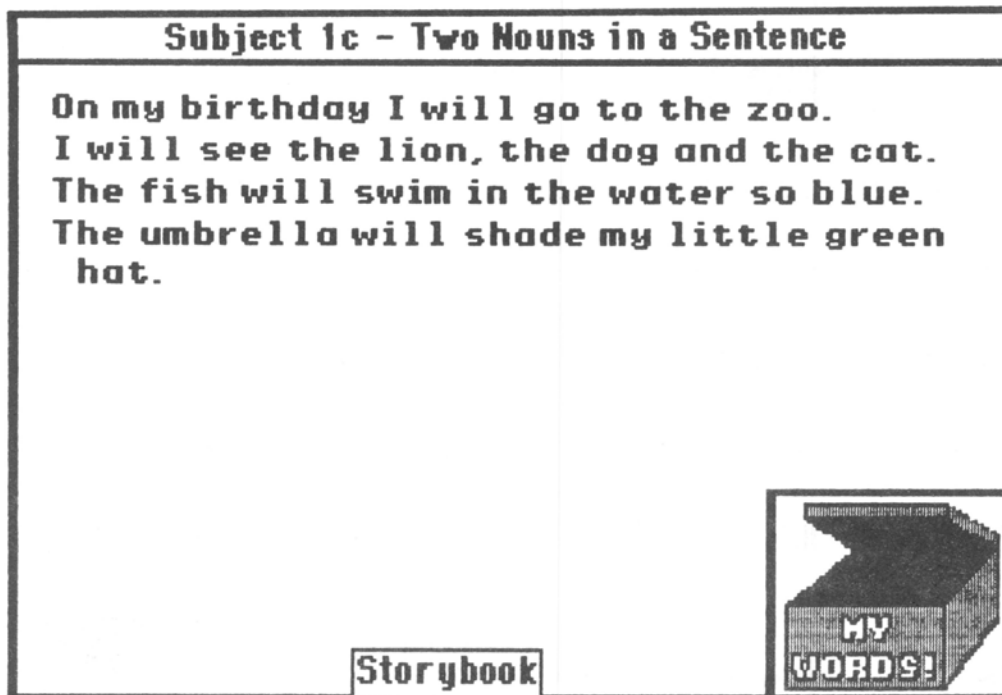 Subject 1c - Two Nouns in a Sentence
On my birthday I will go to the zoo.
I will see the lion, the dog and the cat.
The fish will swim in the water so blue.
The umbrella will shade my little green
hat.
MY
WORDS!
Storybook